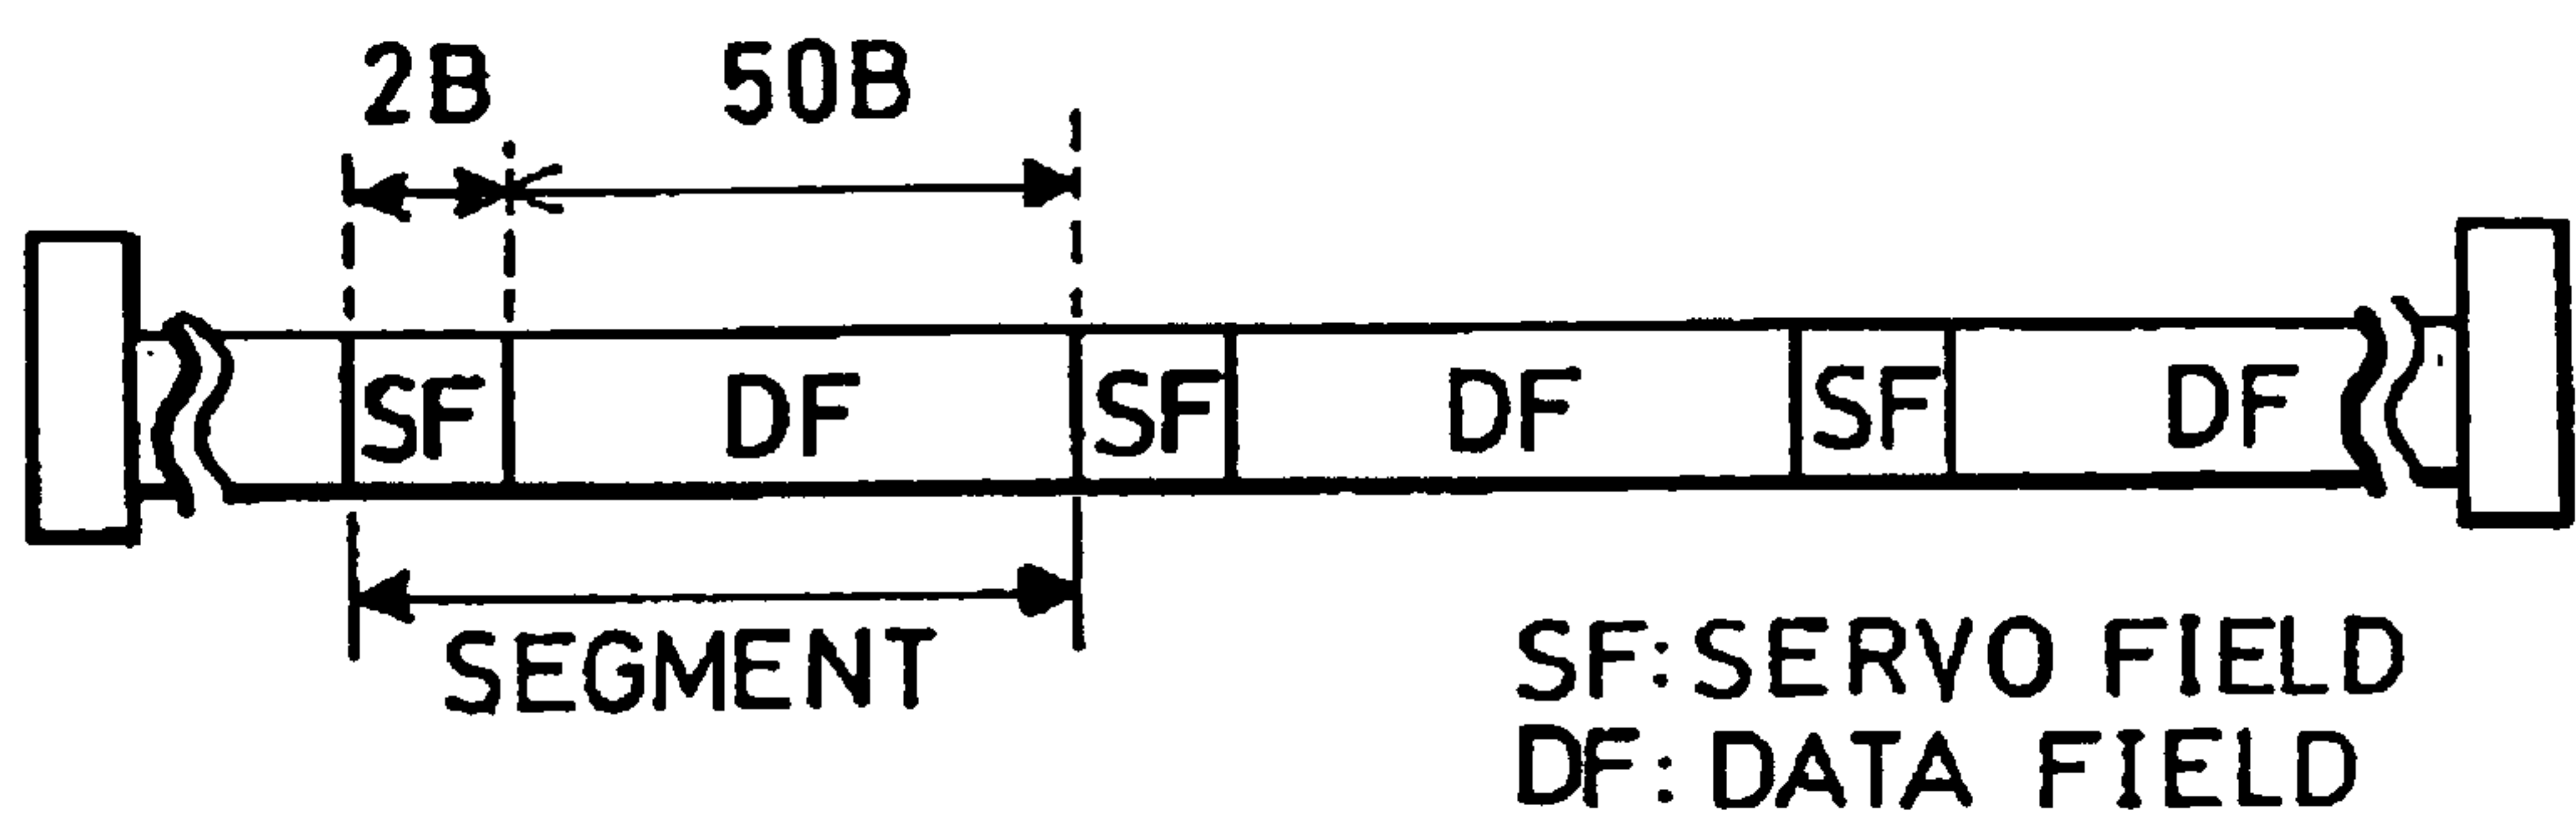 2B 50B
SF DF SF DF SF DF
SEGMENT
SF: SERVO FIELD
DF: DATA FIELD